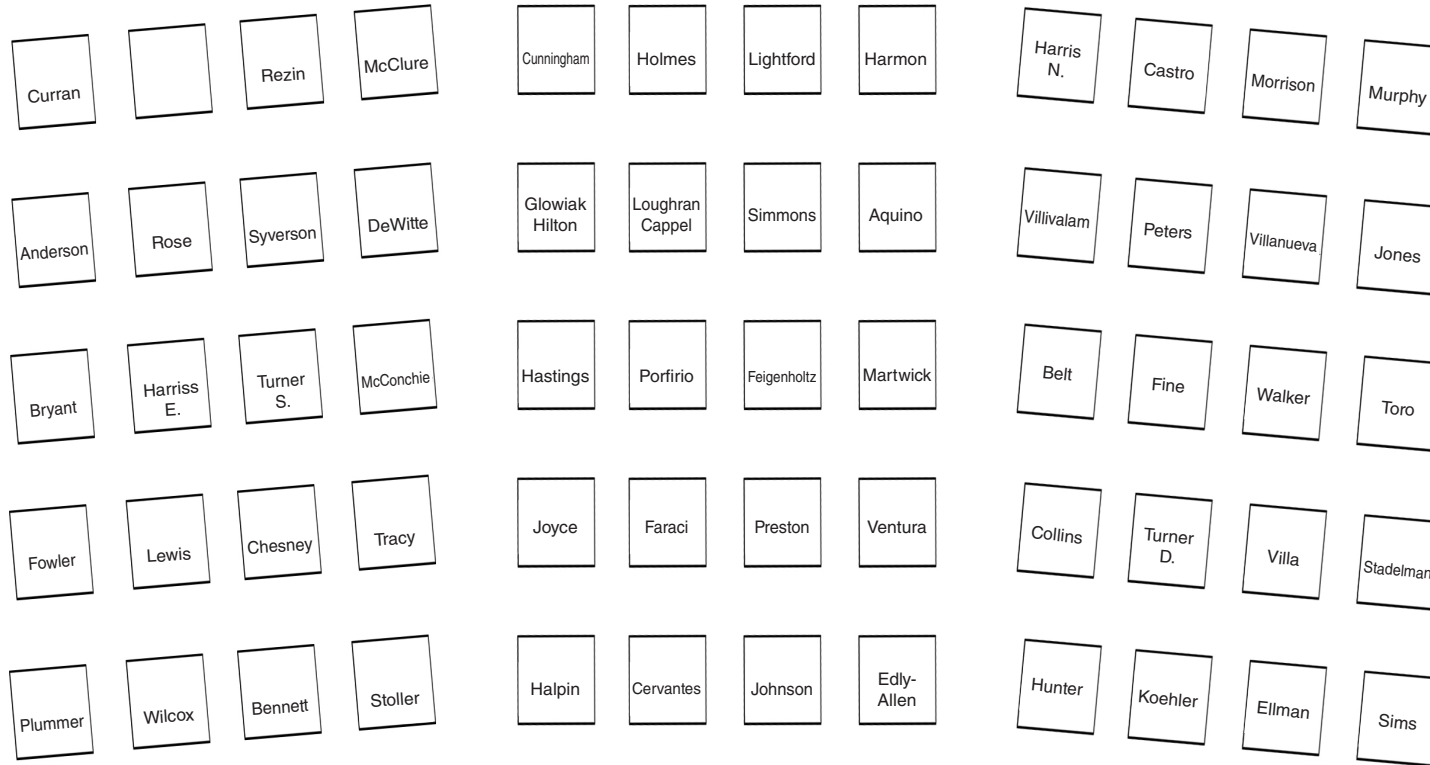 Curran
Rezin
McClure
Cunningham
Holmes
Lightford
Harmon
Harris
N.
Castro
Morrison
Murphy
Anderson
Rose
Syverson
DeWitte
Glowiak
Hilton
Loughran
Cappel
Simmons
Aquino
Villivalam
Peters
Villanueva
Jones
Bryant
Harriss
E.
Turner
S.
McConchie
Hastings
Porfirio
Feigenholtz
Martwick
Belt
Fine
Walker
Toro
Fowler
Lewis
Chesney
Tracy
Joyce
Faraci
Preston
Ventura
Collins
Turner
D.
Villa
Stadelman
Plummer
Wilcox
Bennett
Stoller
Halpin
Cervantes
Johnson
Edly-
Allen
Hunter
Koehler
Ellman
Sims